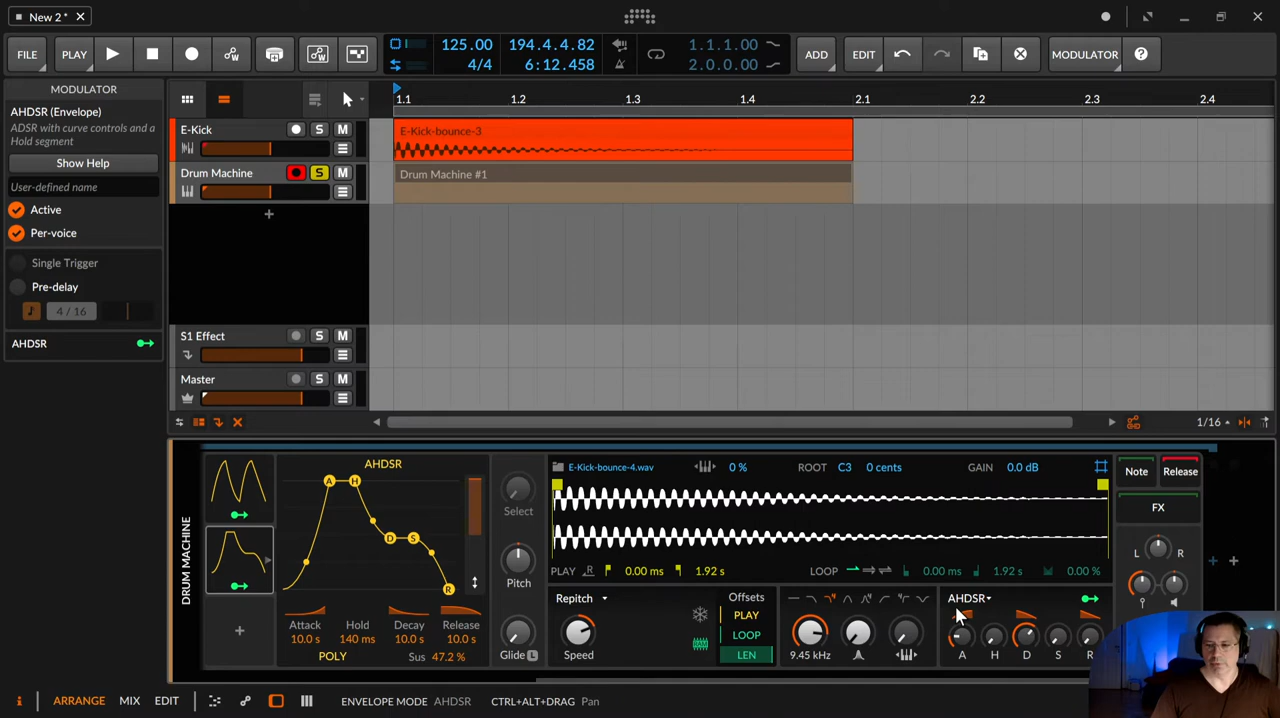 New 2*
FILE PLAY 125.00 4/4 194.4.4.82 6:12.458 1.1.1.00 2.0.0.00 ADD EDIT MODULATOR ?
MODULATOR
AHDSR (Envelope)
ADSR with curve controls and a
Hold segment
Show Help
User-defined name
Active
Per-voice
Single Trigger
Pre-delay
4 / 16
AHDSR
1.1 1.2 1.3 1.4 2.1 2.2 2.3 2.4
E-Kick S M
E-Kick-bounce-3
Drum Machine S M
Drum Machine #1
+
S1 Effect S M
Master S M
1/16
DRUM MACHINE
AHDSR
A H D S R
Attack Hold Decay Release
10.0 s 140 ms 10.0 s 10.0 s
POLY Sus 47.2 %
Select
Pitch
Glide L
E-Kick-bounce-4.wav 0 % ROOT C3 0 cents GAIN 0.0 dB
PLAY 0.00 ms 1.92 s LOOP 0.00 ms 1.92 s 0.00 %
Repitch
Speed
Offsets
PLAY
LOOP
LEN
9.45 kHz
AHDSR
A H D S R
Note Release
FX
L R
i ARRANGE MIX EDIT ENVELOPE MODE AHDSR CTRL+ALT+DRAG Pan